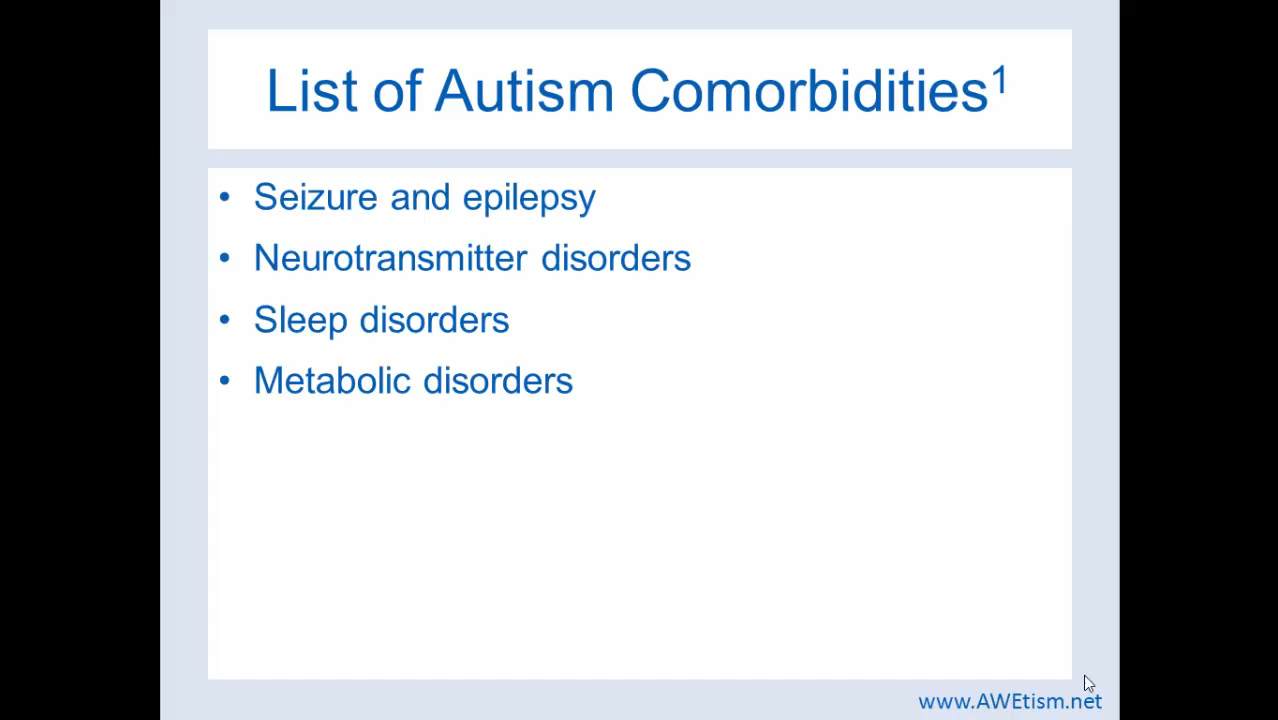 List of Autism Comorbidities¹
• Seizure and epilepsy
• Neurotransmitter disorders
• Sleep disorders
• Metabolic disorders
www.AWEtism.net